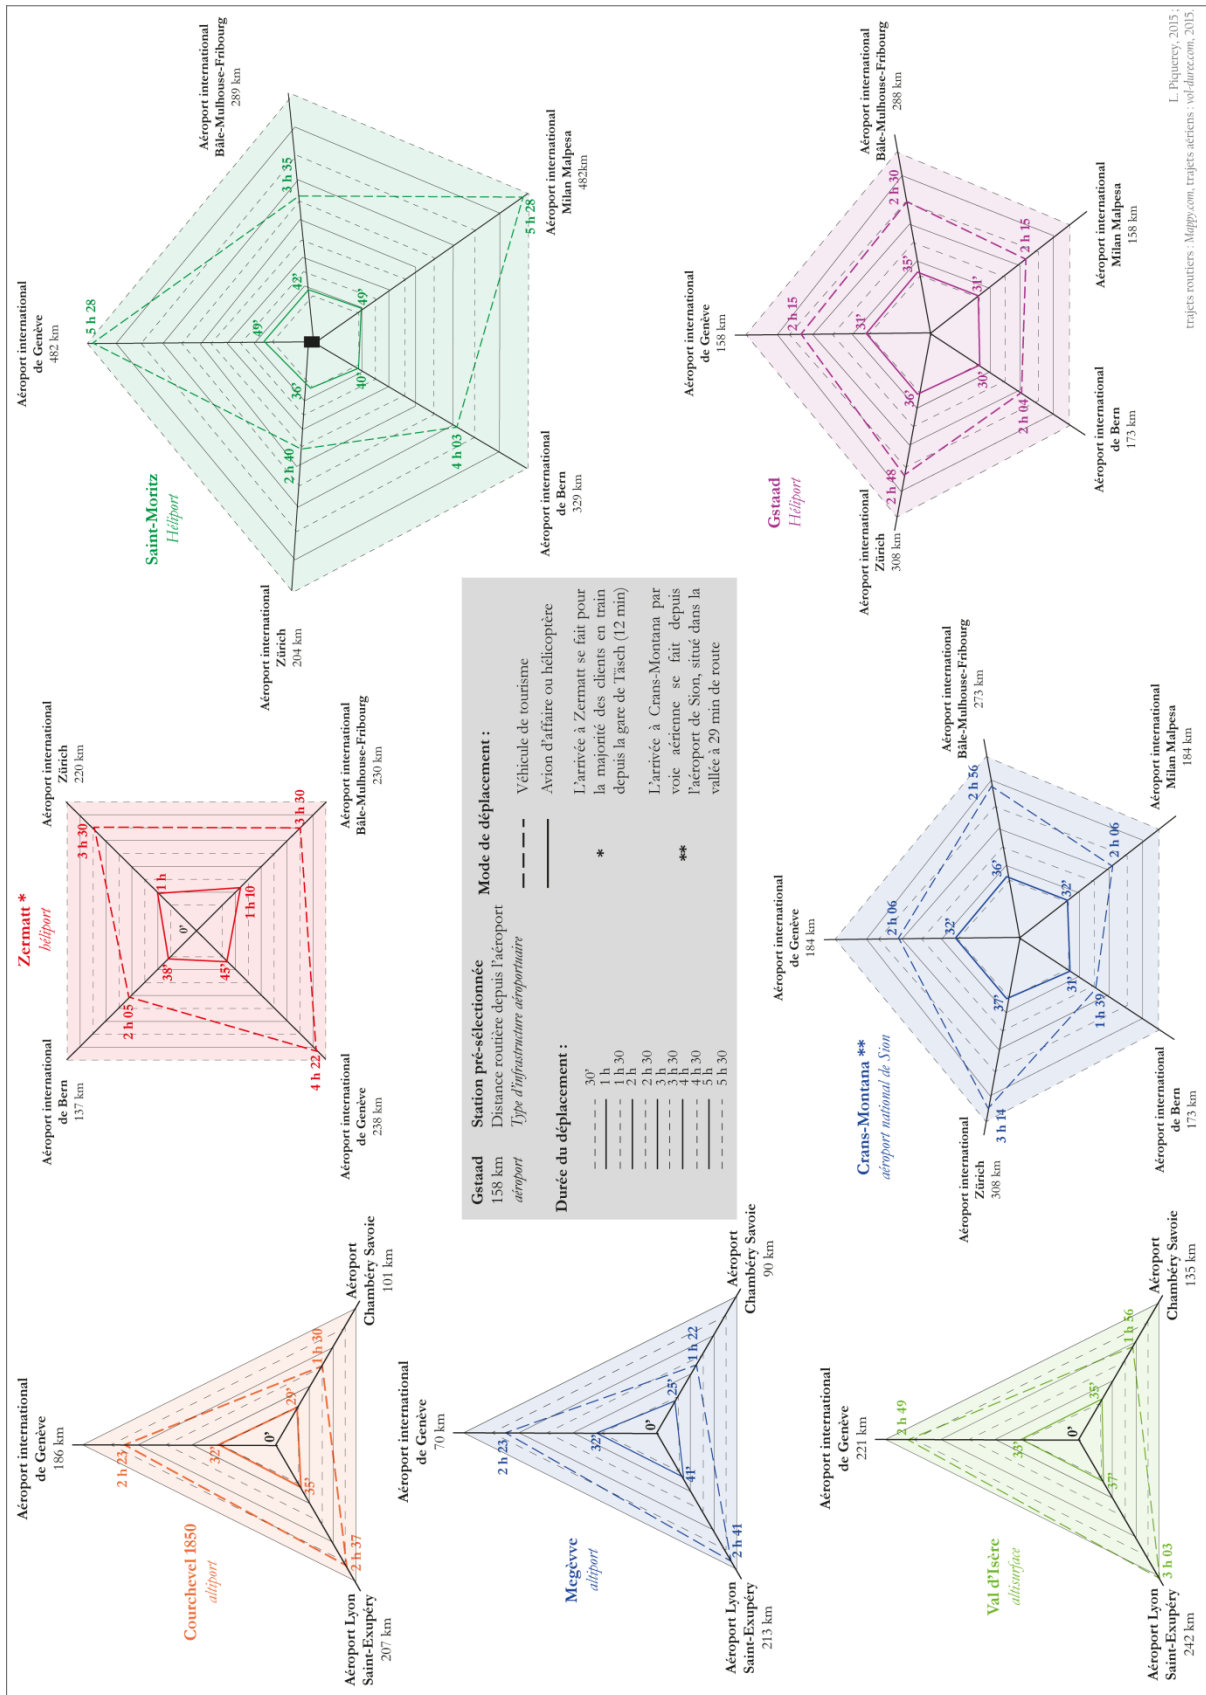 Aéroport international
de Genève
186 km
2 h 23
32'
0'
29'
1 h 30
35'
2 h 37
Courchevel 1850
altiport
Aéroport Lyon
Saint-Exupéry
207 km
Aéroport
Chambéry Savoie
101 km
Zermatt *
héliport
Aéroport international
de Bern
137 km
Aéroport international
Zürich
220 km
3 h 30
2 h 05
1 h
38'
0'
45'
1 h 10
4 h 22
3 h 30
Aéroport international
de Genève
238 km
Aéroport international
Bâle-Mulhouse-Fribourg
230 km
Aéroport international
de Genève
482 km
5 h 28
Saint-Moritz
Héliport
Aéroport international
Bâle-Mulhouse-Fribourg
289 km
3 h 35
42'
49'
49'
36'
40'
2 h 40
4 h 03
5 h 28
Aéroport international
Zürich
204 km
Aéroport international
de Bern
329 km
Aéroport international
Milan Malpesa
482km
Aéroport international
de Genève
70 km
2 h 23
32'
0'
25'
1 h 22
41'
2 h 41
Megèvve
altiport
Aéroport Lyon
Saint-Exupéry
213 km
Aéroport
Chambéry Savoie
90 km
Gstaad
158 km
aéroport
Station pré-sélectionnée
Distance routière depuis l'aéroport
Type d'infrastructure aéroportuaire
Durée du déplacement :
30'
1 h
1 h 30
2 h
2 h 30
3 h
3 h 30
4 h
4 h 30
5 h
5 h 30
Mode de déplacement :
Véhicule de tourisme
Avion d'affaire ou hélicoptère
*
L'arrivée à Zermatt se fait pour
la majorité des clients en train
depuis la gare de Täsch (12 min)
**
L'arrivée à Crans-Montana par
voie aérienne se fait depuis
l'aéroport de Sion, situé dans la
vallée à 29 min de route
Aéroport international
de Genève
221 km
2 h 49
33'
0'
35'
1 h 56
37'
3 h 03
Val d'Isère
altisurface
Aéroport Lyon
Saint-Exupéry
242 km
Aéroport
Chambéry Savoie
135 km
Crans-Montana **
aéroport national de Sion
Aéroport international
de Genève
184 km
2 h 06
32'
36'
2 h 56
Aéroport international
Bâle-Mulhouse-Fribourg
273 km
37'
3 h 14
Aéroport international
Zürich
308 km
31'
1 h 39
32'
2 h 06
Aéroport international
de Bern
173 km
Aéroport international
Milan Malpesa
184 km
Gstaad
Héliport
Aéroport international
de Genève
158 km
2 h 15
31'
35'
2 h 30
Aéroport international
Bâle-Mulhouse-Fribourg
288 km
36'
2 h 48
Aéroport international
Zürich
308 km
30'
2 h 04
31'
2 h 15
Aéroport international
de Bern
173 km
Aéroport international
Milan Malpesa
158 km
L. Piquerey, 2015 ;
trajets routiers : Mappy.com, trajets aériens : vol-duree.com, 2015.